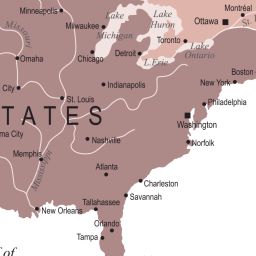 Minneapolis
Lake
Lake
Huron
Montréal
Ottawa
St.
Milwaukee
Michigan
Toronto
Missouri
Detroit
Lake
Ontario
Omaha
Chicago
L.Erie
Boston
New York
City
Indianapolis
St. Louis
Philadelphia
TATES
Washington
ma City
Nashville
Norfolk
Memphis
Mississippi
Atlanta
Charleston
Savannah
New Orleans
Tallahassee
Orlando
Tampa
of